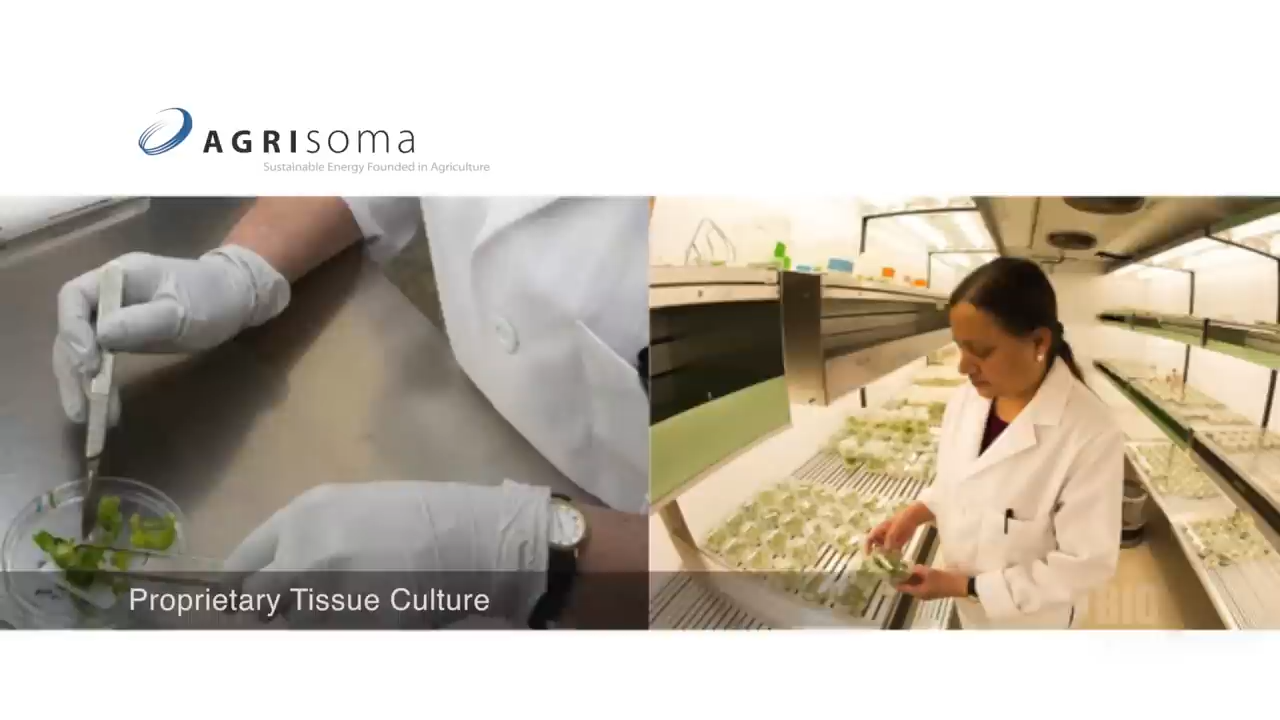 AGRISOMA
Sustainable Energy Founded in Agriculture
Proprietary Tissue Culture